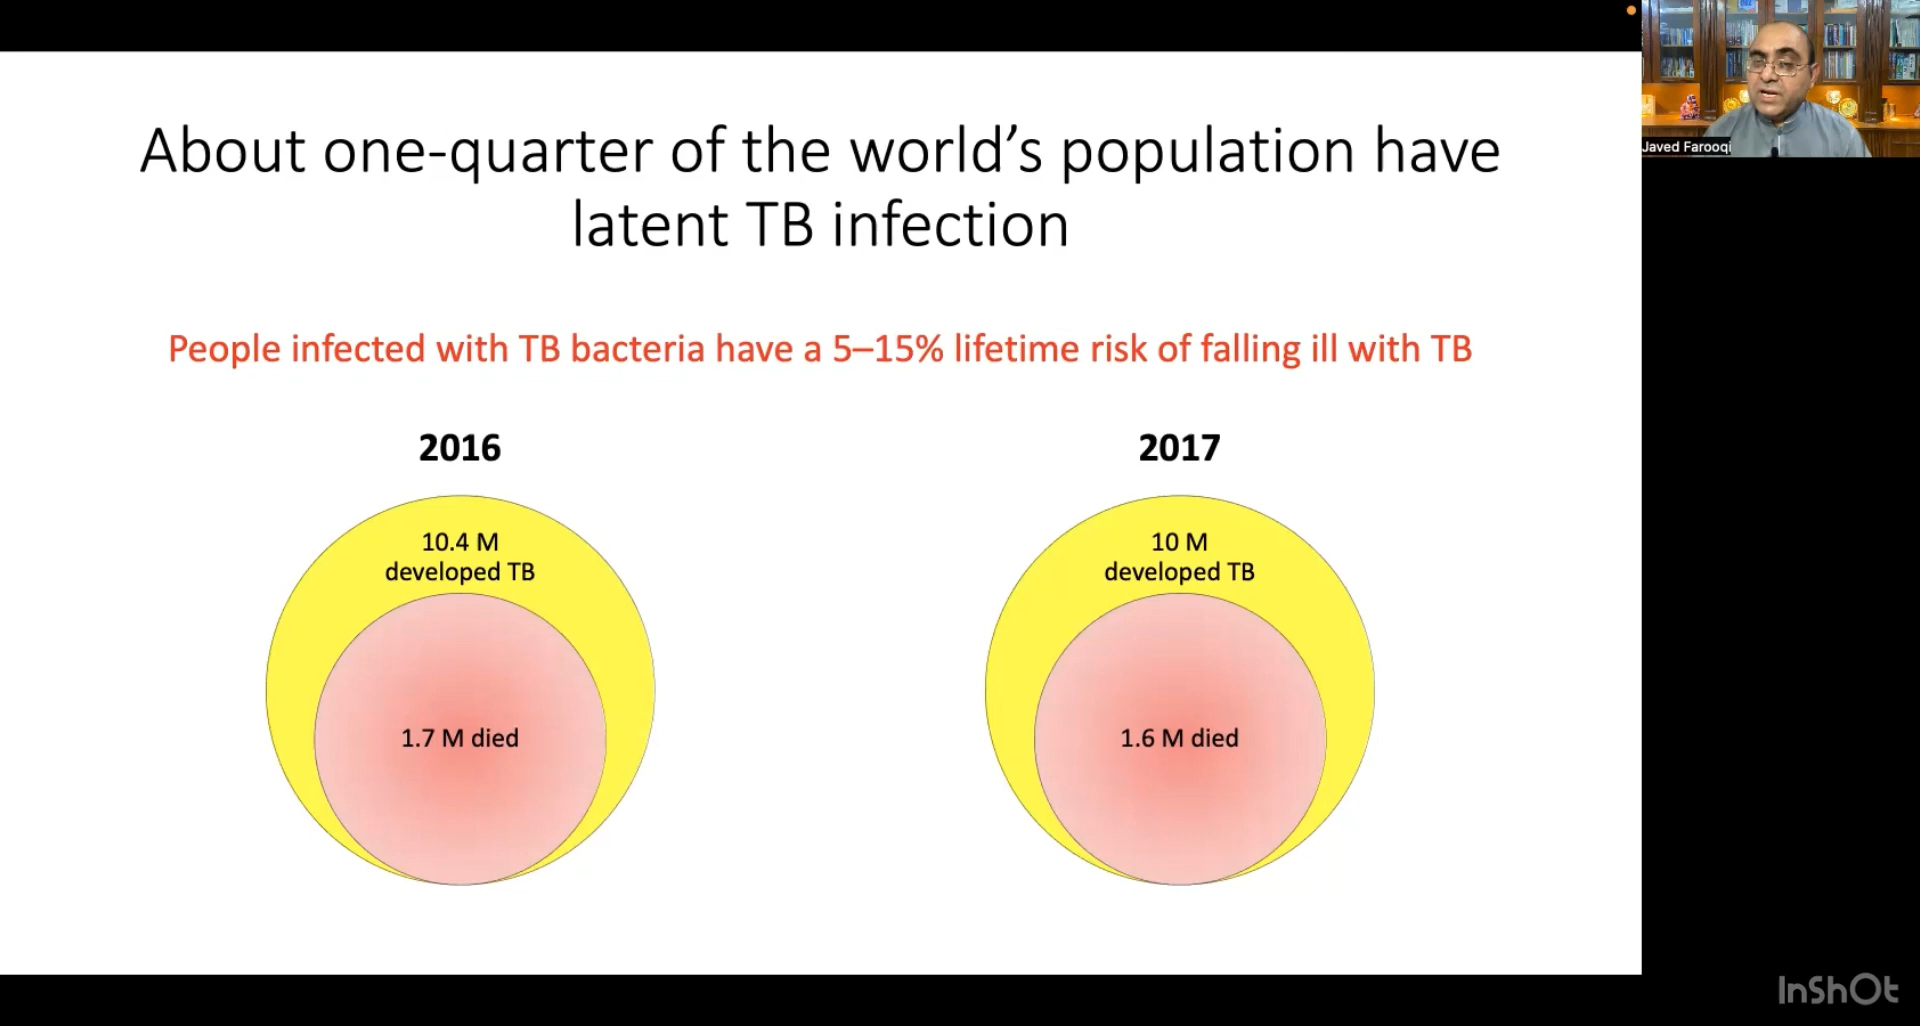 About one-quarter of the world’s population have
latent TB infection
People infected with TB bacteria have a 5–15% lifetime risk of falling ill with TB
2016
10.4 M
developed TB
1.7 M died
2017
10 M
developed TB
1.6 M died
Javed Farooqi
InShOt